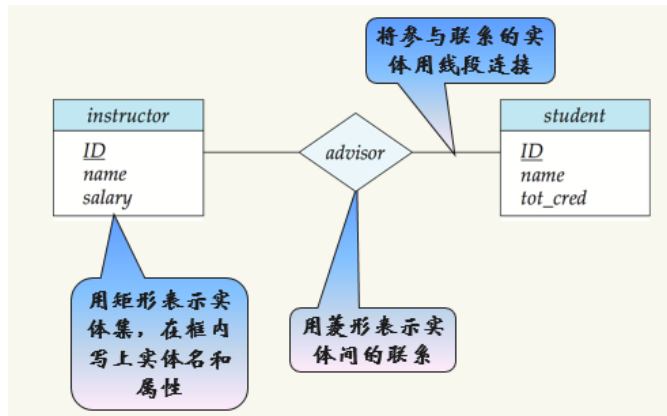 将参与联系的实
体用线段连接
instructor
ID
name
salary
advisor
student
ID
name
tot_cred
用矩形表示实
体集，在框内
写上实体名和
属性
用菱形表示实
体间的联系